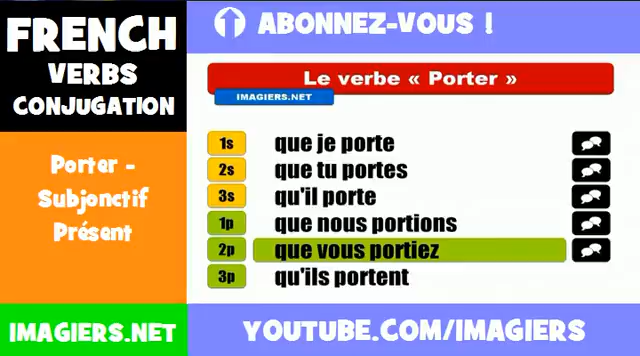 FRENCH
VERBS
CONJUGATION
Porter -
Subjonctif
Présent
IMAGIERS.NET
ABONNEZ-VOUS !
Le verbe « Porter »
IMAGIERS.NET
1s que je porte
2s que tu portes
3s qu'il porte
1p que nous portions
2p que vous portiez
3p qu'ils portent
YOUTUBE.COM/IMAGIERS